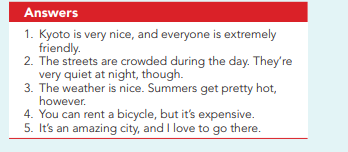 Answers
1. Kyoto is very nice, and everyone is extremely
friendly.
2. The streets are crowded during the day. They're
very quiet at night, though.
3. The weather is nice. Summers get pretty hot,
however.
4. You can rent a bicycle, but it's expensive.
5. It's an amazing city, and I love to go there.